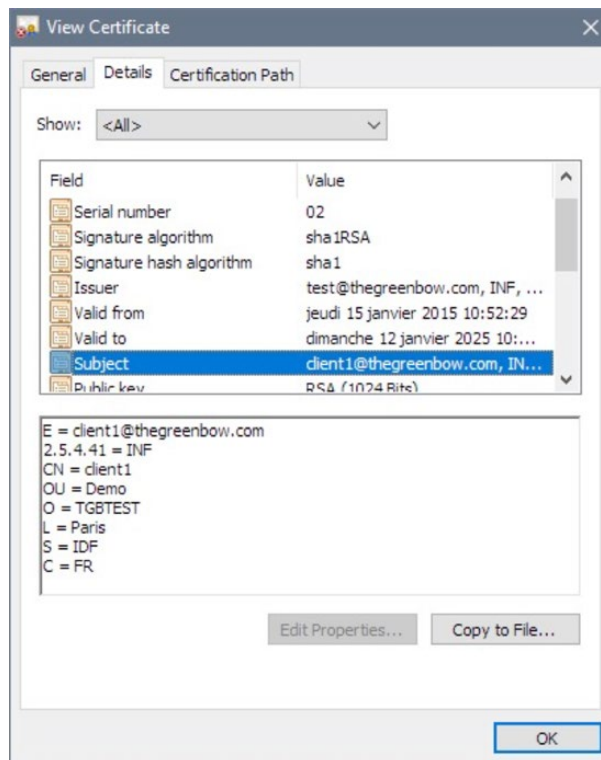 View Certificate
General Details Certification Path
Show: <All>
Field Value
Serial number 02
Signature algorithm sha1RSA
Signature hash algorithm sha1
Issuer test@thegreenbow.com, INF, ...
Valid from jeudi 15 janvier 2015 10:52:29
Valid to dimanche 12 janvier 2025 10:...
Subject client1@thegreenbow.com, IN...
Public key RSA (1024 Bits)
E = client1@thegreenbow.com
2.5.4.41 = INF
CN = client1
OU = Demo
O = TGBTEST
L = Paris
S = IDF
C = FR
Edit Properties... Copy to File...
OK